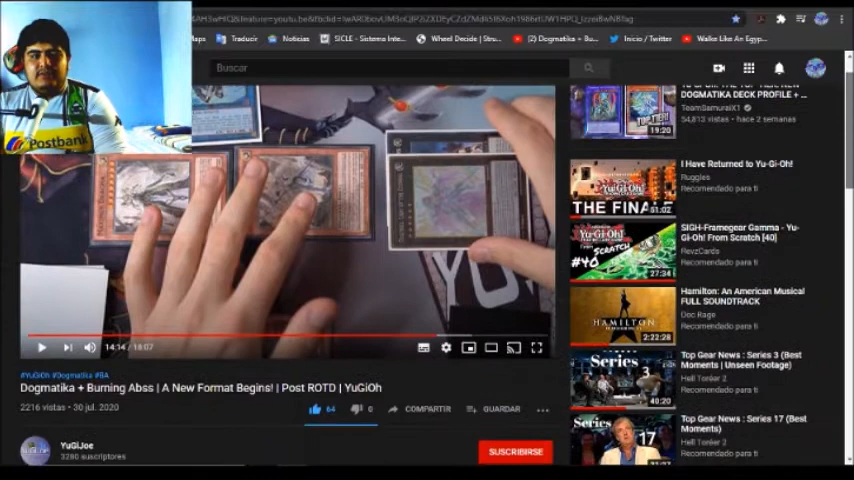 Postbank
Maps
Traducir
Noticias
SICLE - Sistema Inte...
Wheel Decide | Stru...
(2) Dogmatika + Bu...
Inicio / Twitter
Walks Like An Egyp...
Buscar
DOGMATIKA DECK PROFILE + ...
TeamSamuraiX1
54,813 vistas · hace 2 semanas
19:20
I Have Returned to Yu-Gi-Oh!
Ruggles
Recomendado para ti
THE FINA
51:02
SIGH-Framegear Gamma - Yu-
Gi-Oh! From Scratch [40]
RevzCards
Recomendado para ti
#40
SCRATCH
27:34
Hamilton: An American Musical
FULL SOUNDTRACK
Doc Rage
Recomendado para ti
HAMILTON
2:22:28
Top Gear News : Series 3 (Best
Moments | Unseen Footage)
Hell Toréer 2
Recomendado para ti
Series
3
40:20
Top Gear News : Series 17 (Best
Moments)
Hell Toréer 2
Recomendado para ti
Series
17
YU
14:14 / 18:07
#YuGiOh #Dogmatika #BA
Dogmatika + Burning Abss | A New Format Begins! | Post ROTD | YuGiOh
2216 vistas · 30 jul. 2020
64
0
COMPARTIR
GUARDAR
YuGiJoe
3280 suscriptores
SUSCRIBIRSE